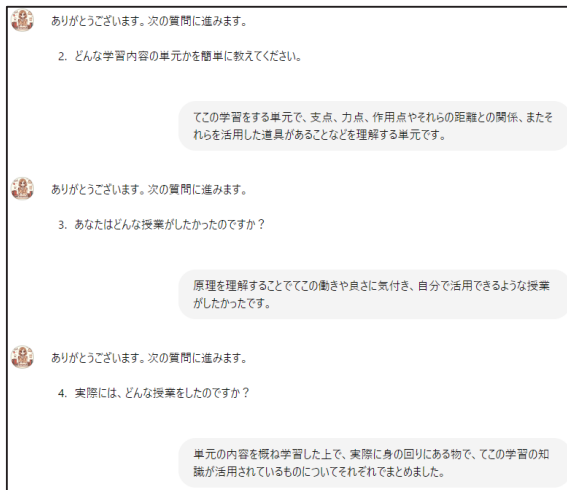 ありがとうございます。次の質問に進みます。
2. どんな学習内容の単元かを簡単に教えてください。
てこの学習をする単元で、支点、力点、作用点やそれらの距離との関係、またそ
れらを活用した道具があることなどを理解する単元です。
ありがとうございます。次の質問に進みます。
3. あなたはどんな授業がしたかったのですか？
原理を理解することでてこの働きや良さに気付き、自分で活用できるような授業
がしたかったです。
ありがとうございます。次の質問に進みます。
4. 実際には、どんな授業をしたのですか？
単元の内容を概ね学習した上で、実際に身の回りにある物で、てこの学習の知
識が活用されているものについてそれぞれでまとめました。